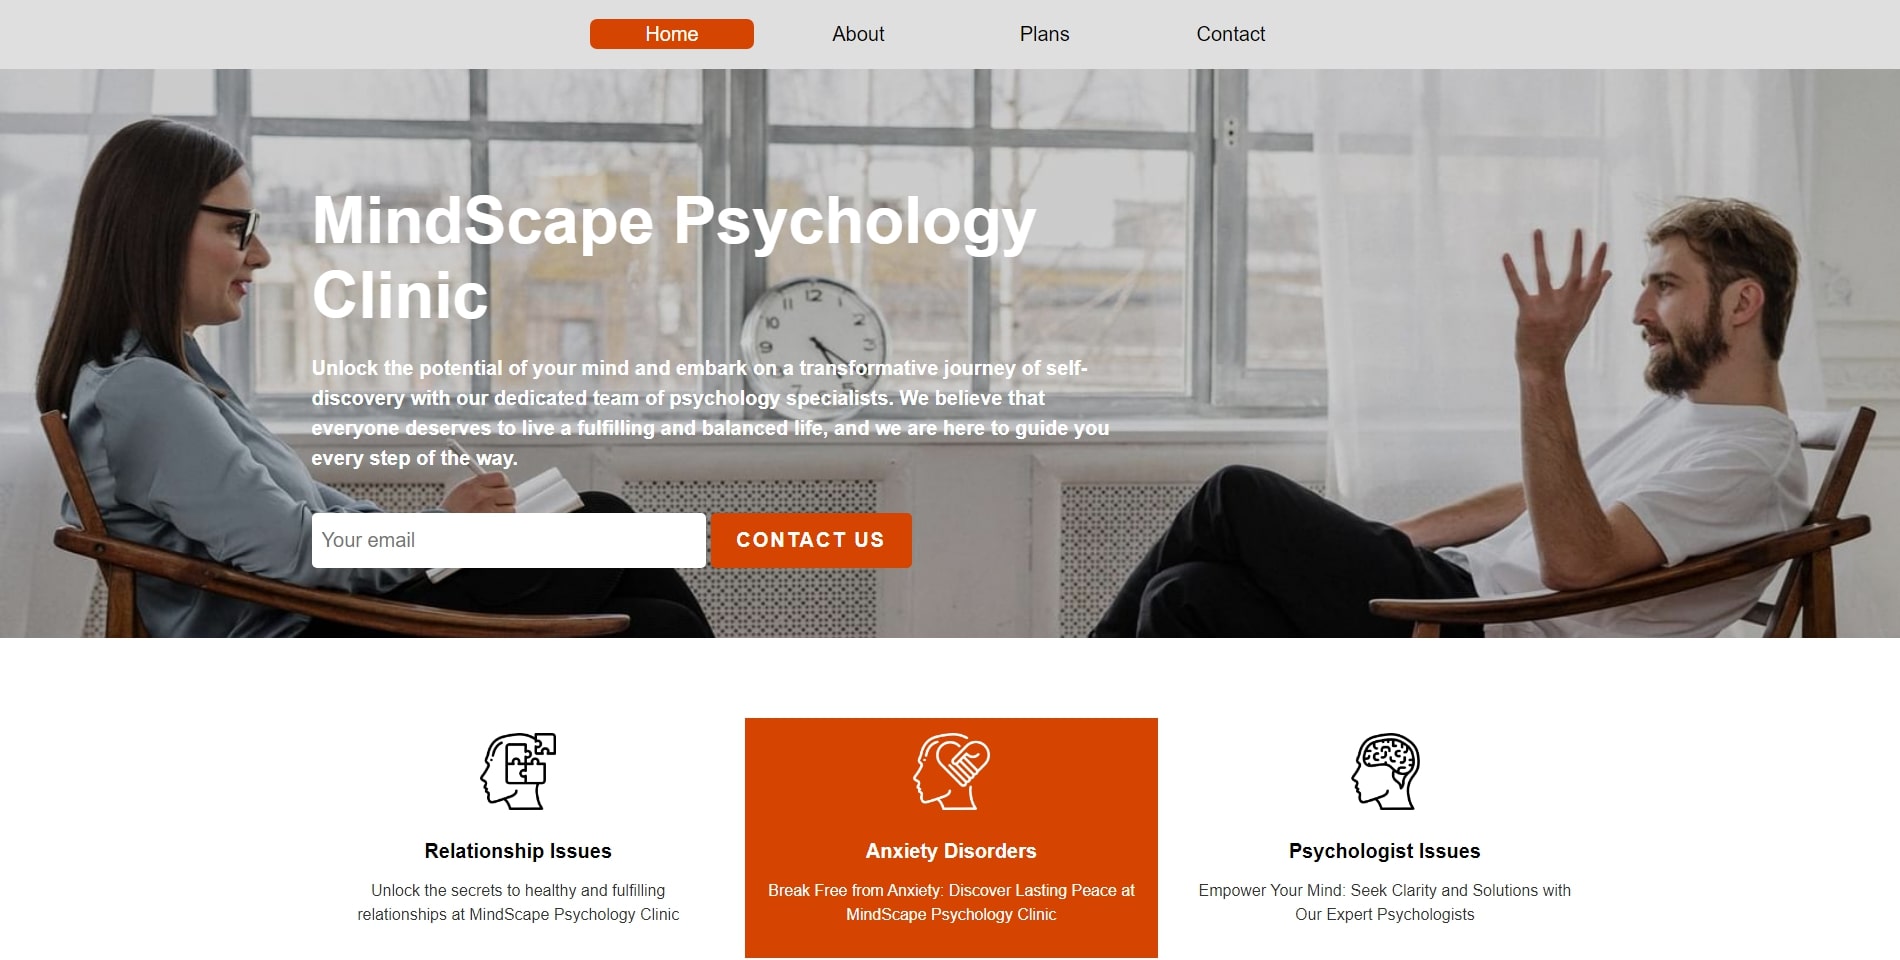 Home About Plans Contact
MindScape Psychology
Clinic
12
10
2
9
7
Unlock the potential of your mind and embark on a transformative journey of self-
discovery with our dedicated team of psychology specialists. We believe that
everyone deserves to live a fulfilling and balanced life, and we are here to guide you
every step of the way.
Your email CONTACT US
Relationship Issues
Unlock the secrets to healthy and fulfilling
relationships at MindScape Psychology Clinic
Anxiety Disorders
Break Free from Anxiety: Discover Lasting Peace at
MindScape Psychology Clinic
Psychologist Issues
Empower Your Mind: Seek Clarity and Solutions with
Our Expert Psychologists